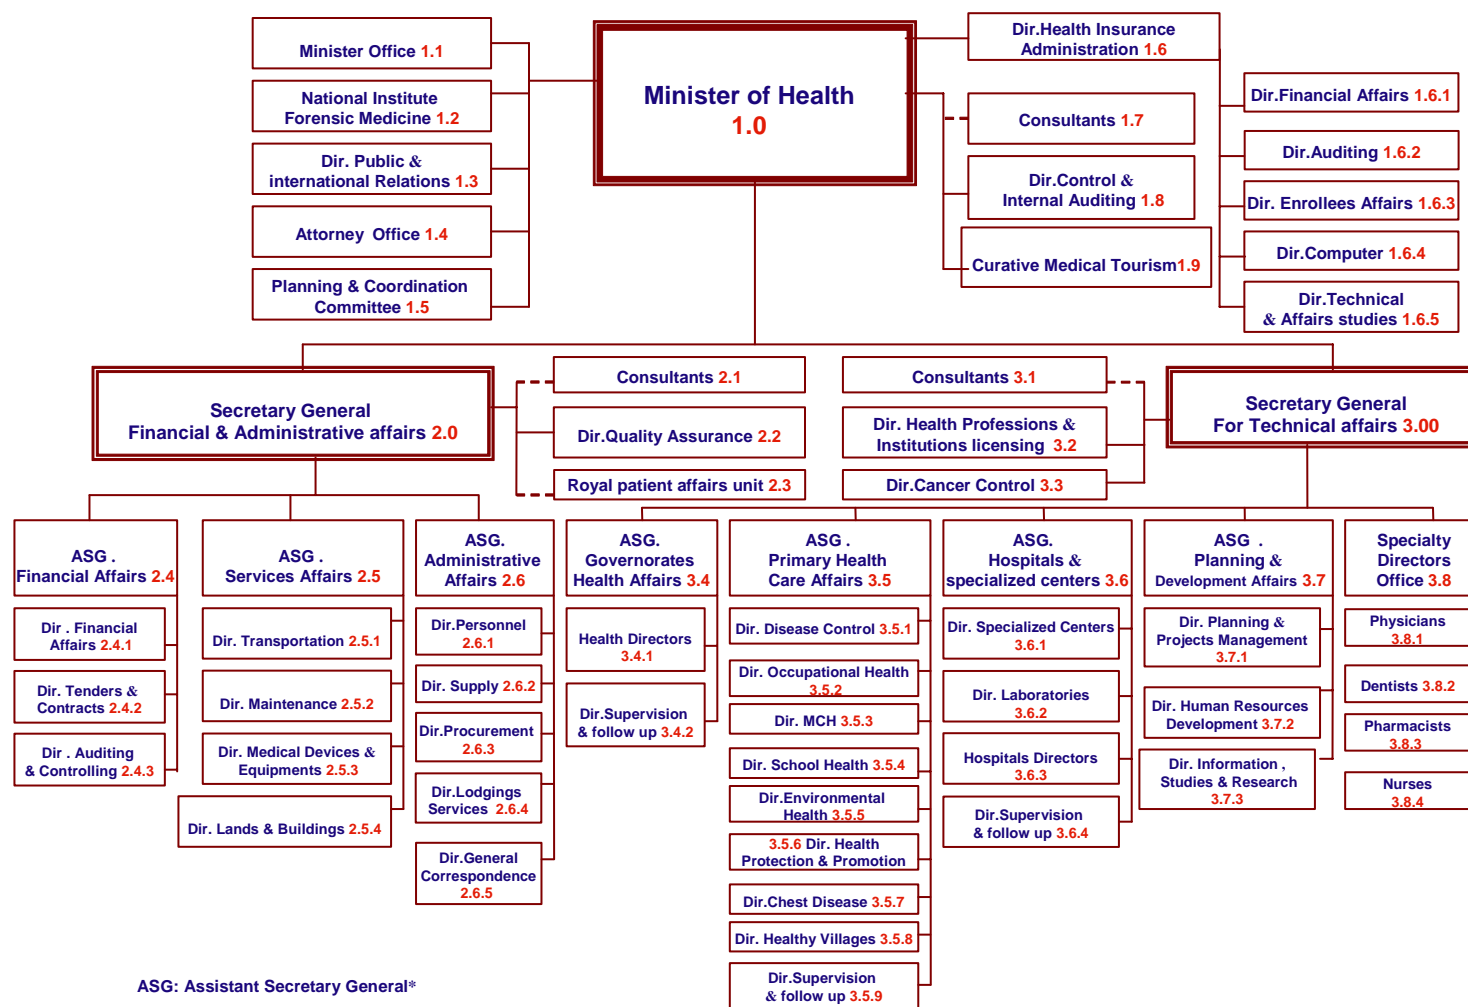 Minister Office 1.1
National Institute
Forensic Medicine 1.2
Dir. Public &
international Relations 1.3
Attorney Office 1.4
Planning & Coordination
Committee 1.5
Minister of Health
1.0
Dir.Health Insurance
Administration 1.6
Consultants 1.7
Dir.Control &
Internal Auditing 1.8
Curative Medical Tourism1.9
Dir.Financial Affairs 1.6.1
Dir.Auditing 1.6.2
Dir. Enrollees Affairs 1.6.3
Dir.Computer 1.6.4
Dir.Technical
& Affairs studies 1.6.5
Secretary General
Financial & Administrative affairs 2.0
Consultants 2.1
Dir.Quality Assurance 2.2
Royal patient affairs unit 2.3
Consultants 3.1
Dir. Health Professions &
Institutions licensing 3.2
Dir.Cancer Control 3.3
Secretary General
For Technical affairs 3.00
ASG .
Financial Affairs 2.4
Dir . Financial
Affairs 2.4.1
Dir. Tenders &
Contracts 2.4.2
Dir . Auditing
& Controlling 2.4.3
ASG .
Services Affairs 2.5
Dir. Transportation 2.5.1
Dir. Maintenance 2.5.2
Dir. Medical Devices &
Equipments 2.5.3
Dir. Lands & Buildings 2.5.4
ASG.
Administrative
Affairs 2.6
Dir.Personnel
2.6.1
Dir. Supply 2.6.2
Dir.Procurement
2.6.3
Dir.Lodgings
Services 2.6.4
Dir.General
Correspondence
2.6.5
ASG.
Governorates
Health Affairs 3.4
Health Directors
3.4.1
Dir.Supervision
& follow up 3.4.2
ASG .
Primary Health
Care Affairs 3.5
Dir. Disease Control 3.5.1
Dir. Occupational Health
3.5.2
Dir. MCH 3.5.3
Dir. School Health 3.5.4
Dir.Environmental
Health 3.5.5
3.5.6 Dir. Health
Protection & Promotion
Dir.Chest Disease 3.5.7
Dir. Healthy Villages 3.5.8
Dir.Supervision
& follow up 3.5.9
ASG.
Hospitals &
specialized centers 3.6
Dir. Specialized Centers
3.6.1
Dir. Laboratories
3.6.2
Hospitals Directors
3.6.3
Dir.Supervision
& follow up 3.6.4
ASG .
Planning &
Development Affairs 3.7
Dir. Planning &
Projects Management
3.7.1
Dir. Human Resources
Development 3.7.2
Dir. Information ,
Studies & Research
3.7.3
Specialty
Directors
Office 3.8
Physicians
3.8.1
Dentists 3.8.2
Pharmacists
3.8.3
Nurses
3.8.4
ASG: Assistant Secretary General*